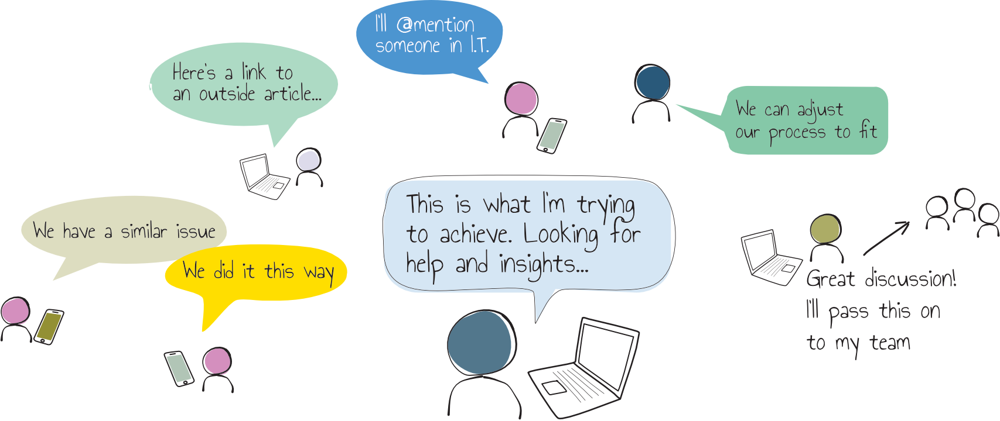 I'll @mention
someone in I.T.
Here's a link to
an outside article...
We can adjust
our process to fit
We have a similar issue
We did it this way
This is what I'm trying
to achieve. Looking for
help and insights...
Great discussion!
I'll pass this on
to my team